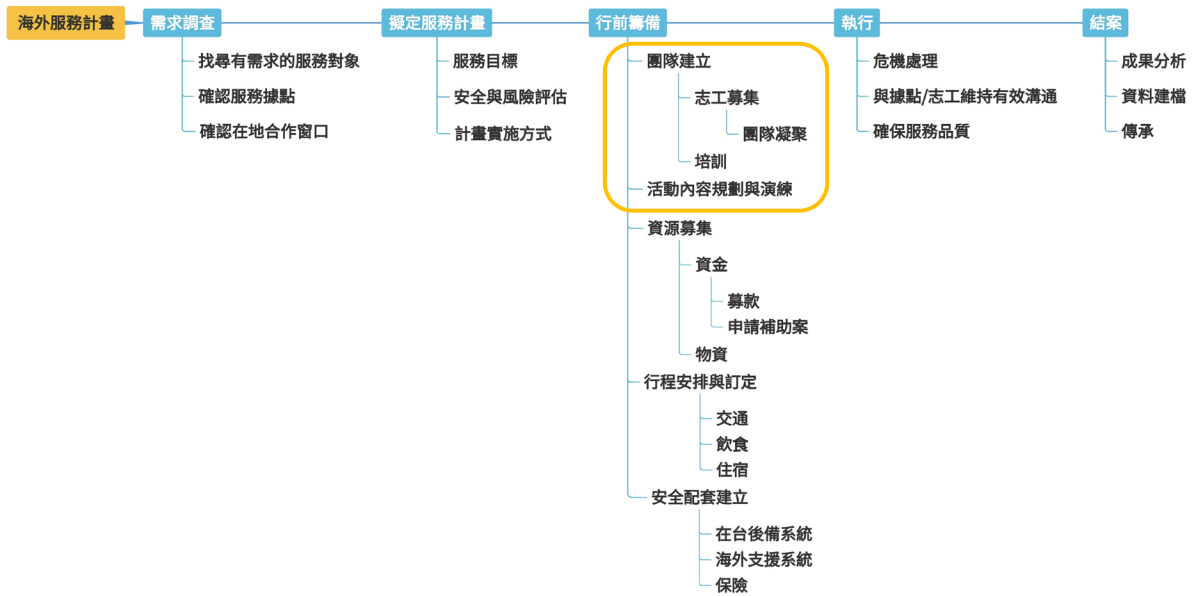 海外服務計畫
需求調查
找尋有需求的服務對象
確認服務據點
確認在地合作窗口
擬定服務計畫
服務目標
安全與風險評估
計畫實施方式
行前籌備
團隊建立
志工募集
團隊凝聚
培訓
活動內容規劃與演練
資源募集
資金
募款
申請補助案
物資
行程安排與訂定
交通
飲食
住宿
安全配套建立
在台後備系統
海外支援系統
保險
執行
危機處理
與據點/志工維持有效溝通
確保服務品質
結案
成果分析
資料建檔
傳承